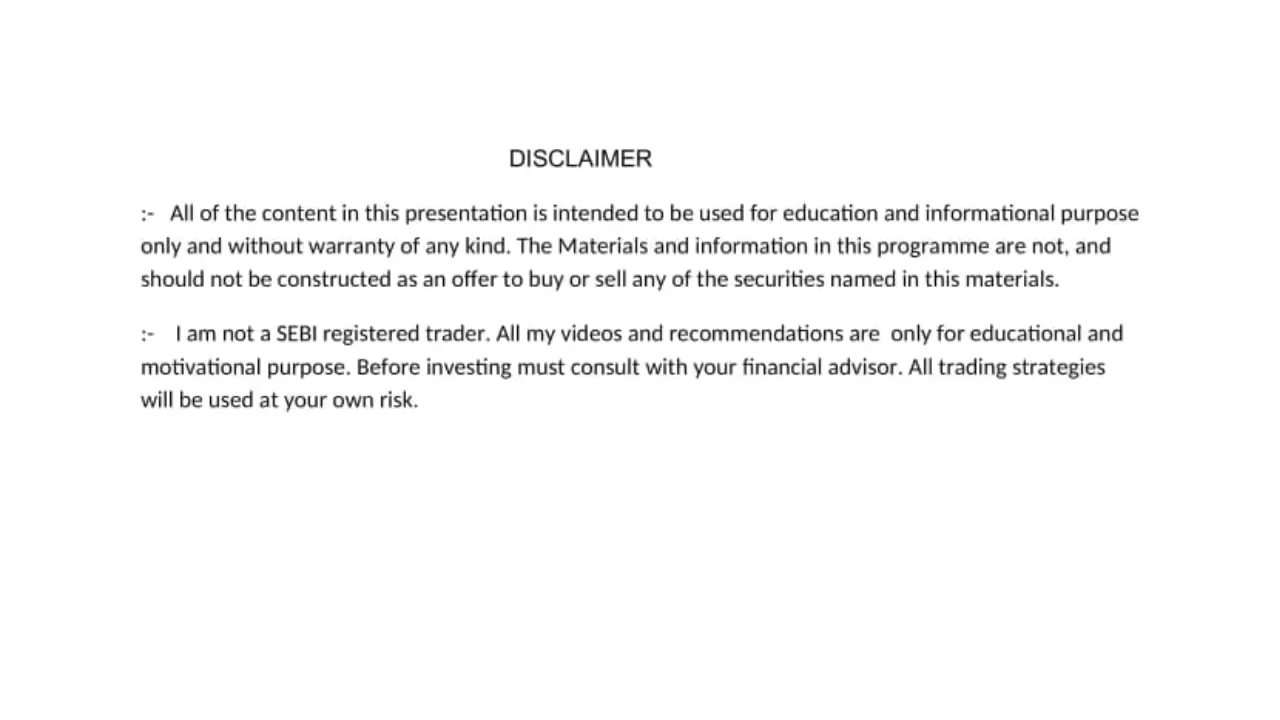 DISCLAIMER
:- All of the content in this presentation is intended to be used for education and informational purpose
only and without warranty of any kind. The Materials and information in this programme are not, and
should not be constructed as an offer to buy or sell any of the securities named in this materials.
:- I am not a SEBI registered trader. All my videos and recommendations are only for educational and
motivational purpose. Before investing must consult with your financial advisor. All trading strategies
will be used at your own risk.